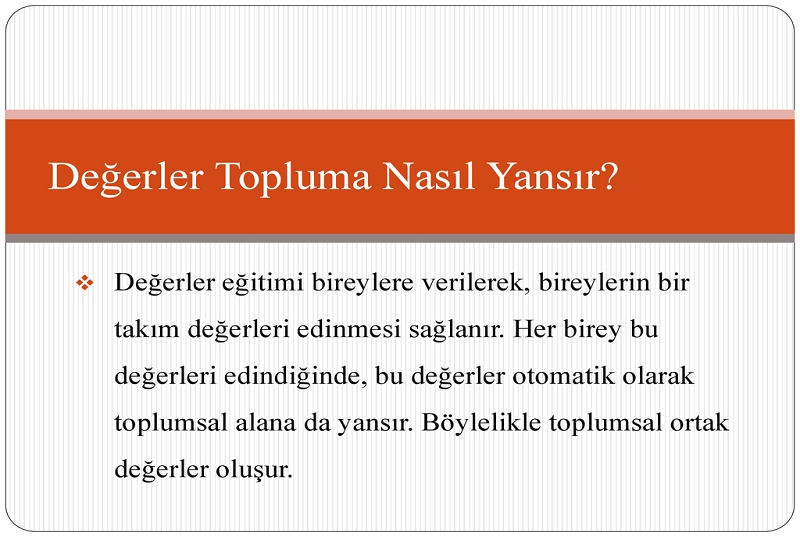 Değerler Topluma Nasıl Yansır?
Değerler eğitimi bireylere verilerek, bireylerin bir
takım değerleri edinmesi sağlanır. Her birey bu
değerleri edindiğinde, bu değerler otomatik olarak
toplumsal alana da yansır. Böylelikle toplumsal ortak
değerler oluşur.